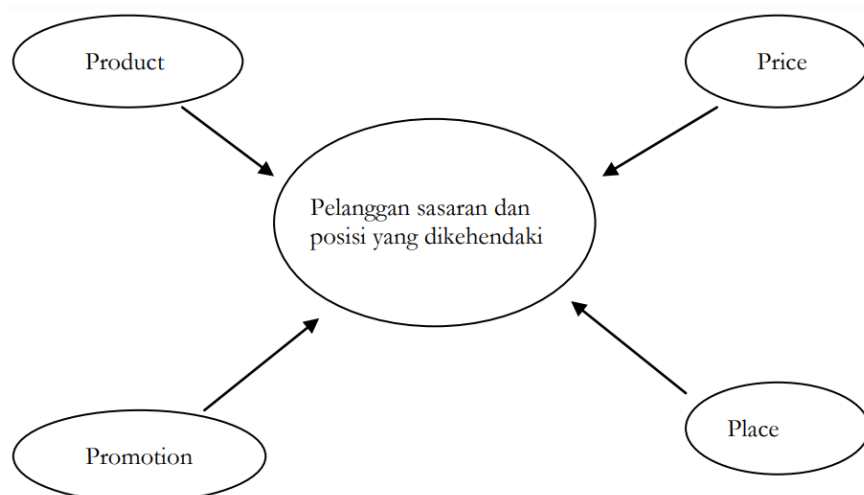 Product
Price
Pelanggan sasaran dan
posisi yang dikehendaki
Promotion
Place